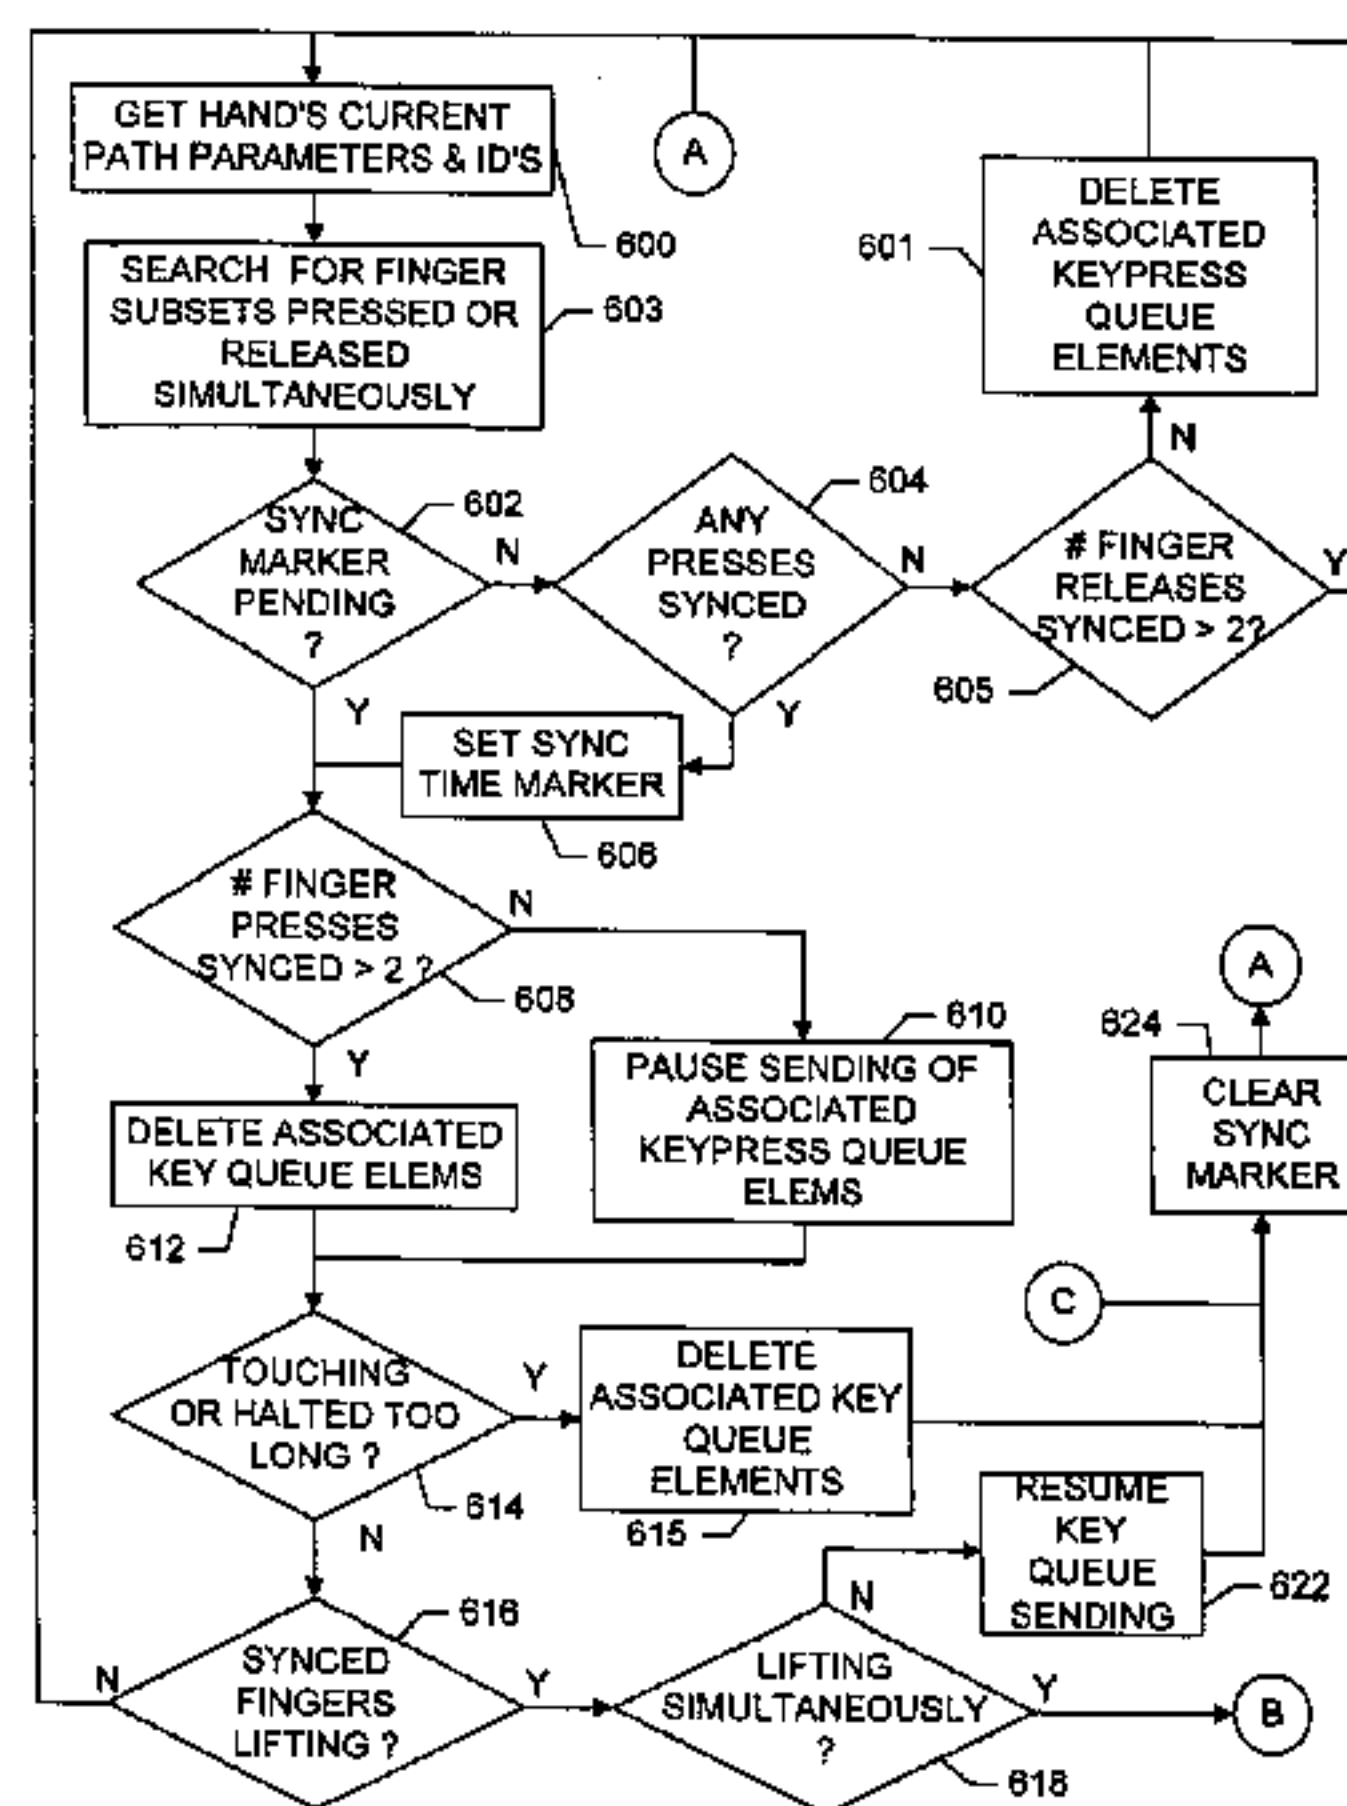 GET HAND'S CURRENT
PATH PARAMETERS & ID'S
600
A
DELETE
ASSOCIATED
KEYPRESS
QUEUE
ELEMENTS
601
SEARCH FOR FINGER
SUBSETS PRESSED OR
RELEASED
SIMULTANEOUSLY
603
SYNC
MARKER
PENDING
?
602
N
Y
ANY
PRESSES
SYNCED
?
604
N
Y
# FINGER
RELEASES
SYNCED > 2?
605
N
Y
SET SYNC
TIME MARKER
606
# FINGER
PRESSES
SYNCED > 2 ?
608
N
Y
PAUSE SENDING OF
ASSOCIATED
KEYPRESS QUEUE
ELEMS
610
DELETE ASSOCIATED
KEY QUEUE ELEMS
612
A
624
CLEAR
SYNC
MARKER
C
TOUCHING
OR HALTED TOO
LONG ?
614
Y
N
DELETE
ASSOCIATED KEY
QUEUE
ELEMENTS
615
RESUME
KEY
QUEUE
SENDING
622
SYNCED
FINGERS
LIFTING ?
616
N
Y
LIFTING
SIMULTANEOUSLY
?
618
N
Y
B